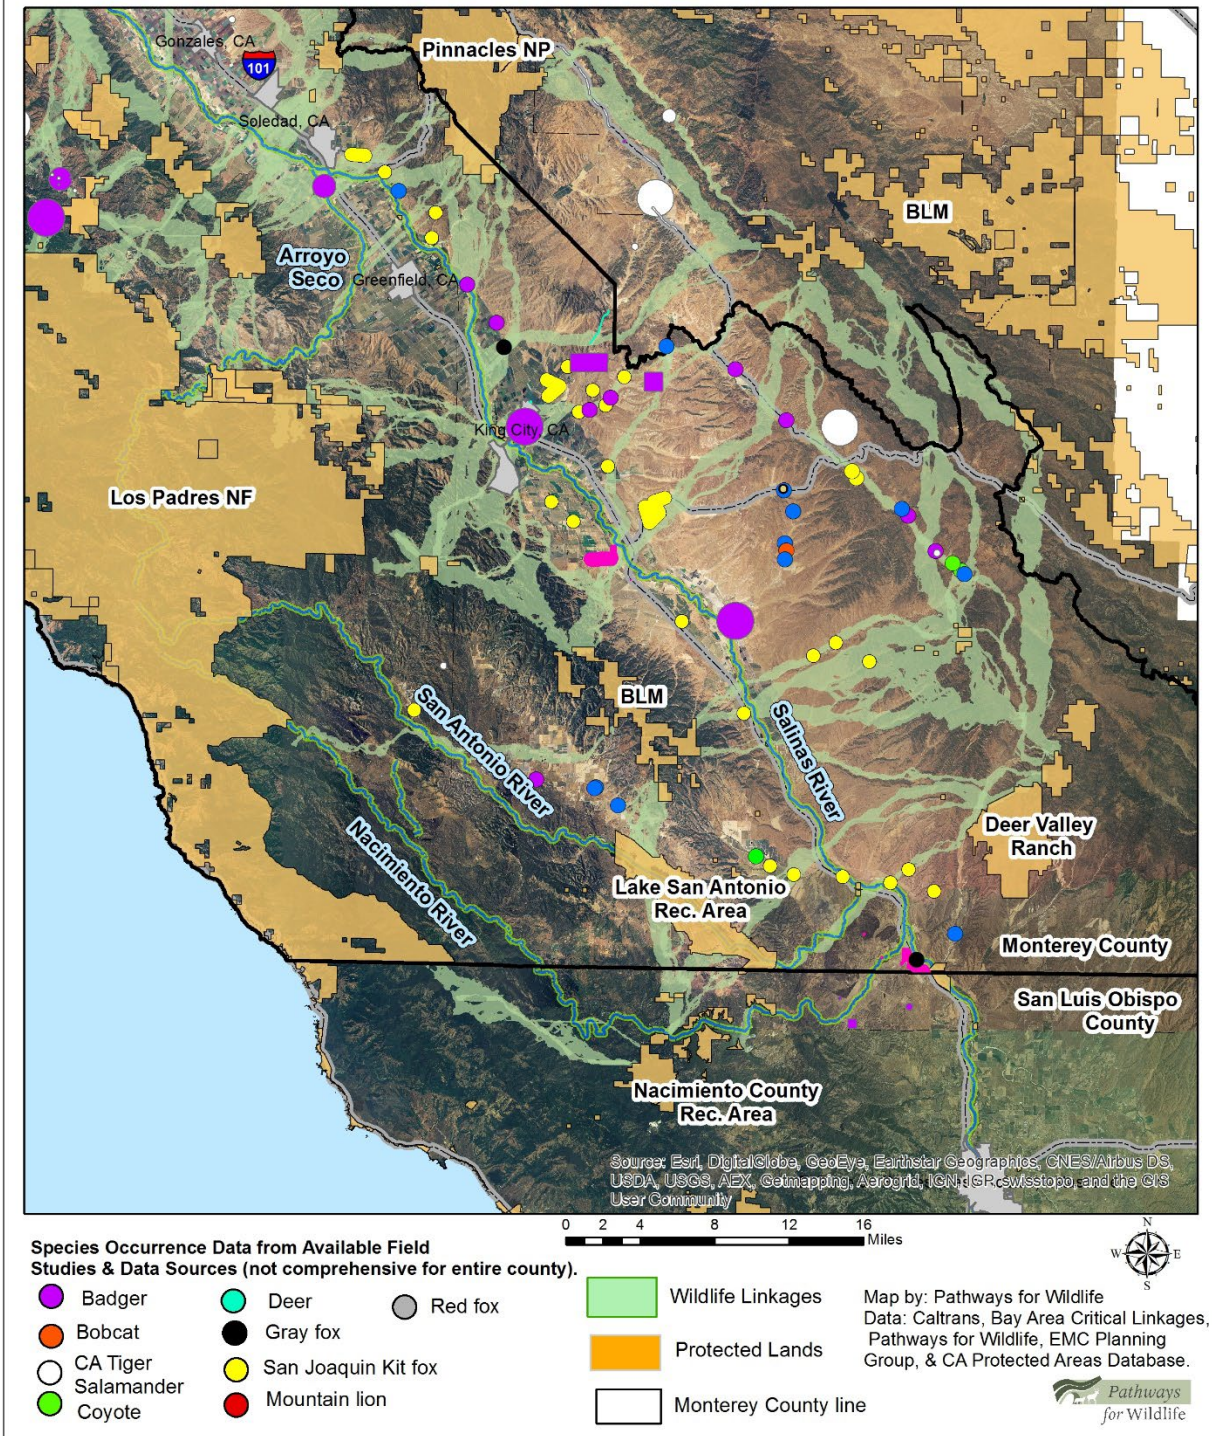 Gonzales, CA
101
Pinnacles NP
Soledad, CA
BLM
Arroyo
Seco
Greenfield, CA
King City, CA
Los Padres NF
BLM
San Antonio River
Salinas River
Nacimiento River
Deer Valley
Ranch
Lake San Antonio
Rec. Area
Monterey County
San Luis Obispo
County
Nacimiento County
Rec. Area
Source: Esri, DigitalGlobe, GeoEye, Earthstar Geographics, CNES/Airbus DS,
USDA, USGS, AEX, Getmapping, Aerogrid, IGN, IGP, swisstopo, and the GIS
User Community
0 2 4 8 12 16
Miles
N
W E
S
Species Occurrence Data from Available Field
Studies & Data Sources (not comprehensive for entire county).
Badger
Bobcat
CA Tiger
Salamander
Coyote
Deer
Gray fox
San Joaquin Kit fox
Mountain lion
Red fox
Wildlife Linkages
Protected Lands
Monterey County line
Map by: Pathways for Wildlife
Data: Caltrans, Bay Area Critical Linkages,
Pathways for Wildlife, EMC Planning
Group, & CA Protected Areas Database.
Pathways
for Wildlife